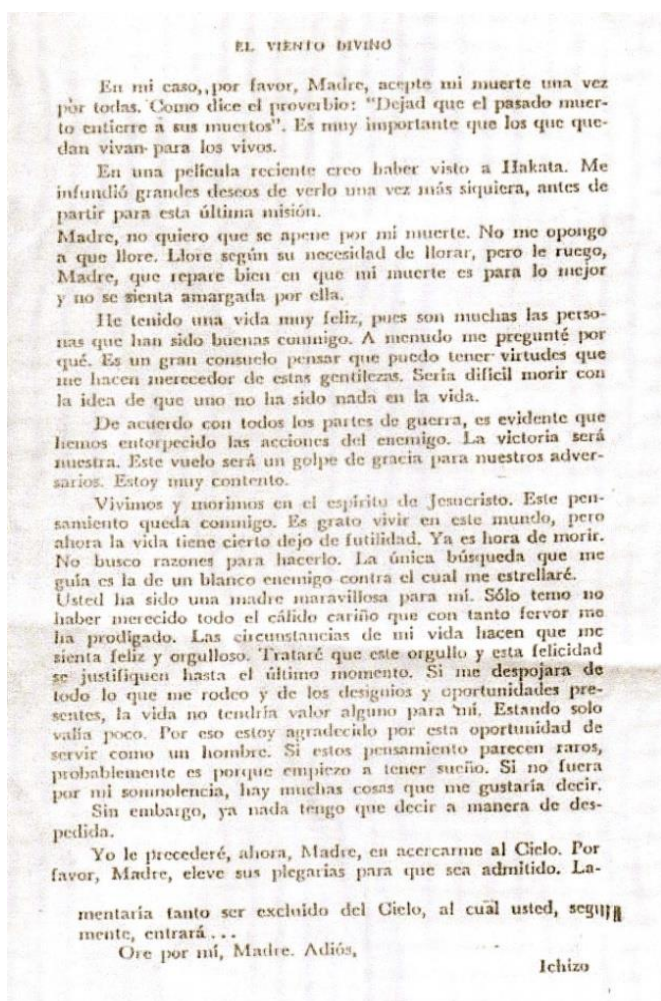 EL VIENTO DIVINO
En mi caso,,por favor, Madre, acepte mi muerte una vez
por todas. Como dice el proverbio: "Dejad que el pasado muer-
to entierre a sus muertos". Es muy importante que los que que-
dan vivan para los vivos.
En una película reciente creo haber visto a Hakata. Me
infundió grandes deseos de verlo una vez más siquiera, antes de
partir para esta última misión.
Madre, no quiero que se apene por mi muerte. No me opongo
a que llore. Llore según su necesidad de llorar, pero le ruego,
Madre, que repare bien en que mi muerte es para lo mejor
y no se sienta amargada por ella.
He tenido una vida muy feliz, pues son muchas las perso-
nas que han sido buenas conmigo. A menudo me pregunté por
qué. Es un gran consuelo pensar que puedo tener virtudes que
me hacen merecedor de estas gentilezas. Sería difícil morir con
la idea de que uno no ha sido nada en la vida.
De acuerdo con todos los partes de guerra, es evidente que
hemos entorpecido las acciones del enemigo. La victoria será
nuestra. Este vuelo será un golpe de gracia para nuestros adver-
sarios. Estoy muy contento.
Vivimos y morimos en el espíritu de Jesucristo. Este pen-
samiento queda conmigo. Es grato vivir en este mundo, pero
ahora la vida tiene cierto dejo de futilidad. Ya es hora de morir.
No busco razones para hacerlo. La única búsqueda que me
guía es la de un blanco enemigo contra el cual me estrellaré.
Usted ha sido una madre maravillosa para mí. Sólo temo no
haber merecido todo el cálido cariño que con tanto fervor me
ha prodigado. Las circunstancias de mi vida hacen que me
sienta feliz y orgulloso. Trataré que este orgullo y esta felicidad
se justifiquen hasta el último momento. Si me despojara de
todo lo que me rodeo y de los designios y oportunidades pre-
sentes, la vida no tendría valor alguno para mí. Estando solo
valía poco. Por eso estoy agradecido por esta oportunidad de
servir como un hombre. Si estos pensamiento parecen raros,
probablemente es porque empiezo a tener sueño. Si no fuera
por mi somnolencia, hay muchas cosas que me gustaría decir.
Sin embargo, ya nada tengo que decir a manera de des-
pedida.
Yo le precederé, ahora, Madre, en acercarme al Cielo. Por
favor, Madre, eleve sus plegarias para que sea admitido. La-
mentaría tanto ser excluido del Cielo, al cual usted, segura
mente, entrará...
Ore por mí, Madre. Adiós,
Ichizo